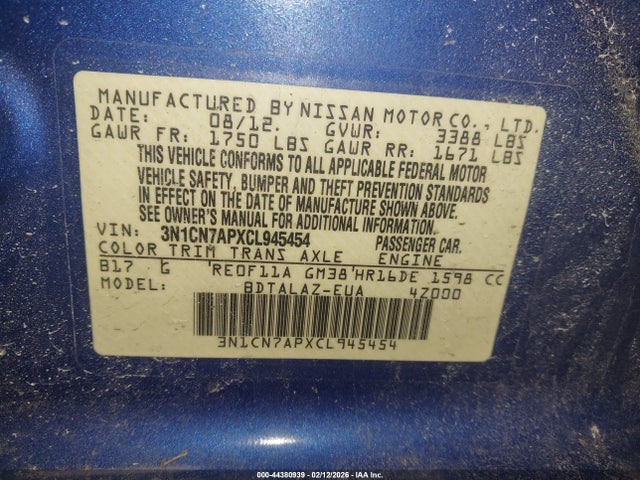 MANUFACTURED BY NISSAN MOTOR CO., LTD.
DATE: 08/12. GVWR: 3388 LBS
GAWR FR: 1750 LBS GAWR RR: 1671 LBS
THIS VEHICLE CONFORMS TO ALL APPLICABLE FEDERAL MOTOR
VEHICLE SAFETY, BUMPER AND THEFT PREVENTION STANDARDS
IN EFFECT ON THE DATE OF MANUFACTURE SHOWN ABOVE.
SEE OWNER'S MANUAL FOR ADDITIONAL INFORMATION.
VIN: 3N1CN7APXCL945454 PASSENGER CAR.
COLOR TRIM TRANS AXLE ENGINE
B17 G RE0F11A GM38 HR16DE 1598 CC
MODEL: BDTALAZ-EUA 4Z000
3N1CN7APXCL945454
000-44380939 - 02/12/2026 - IAA Inc.